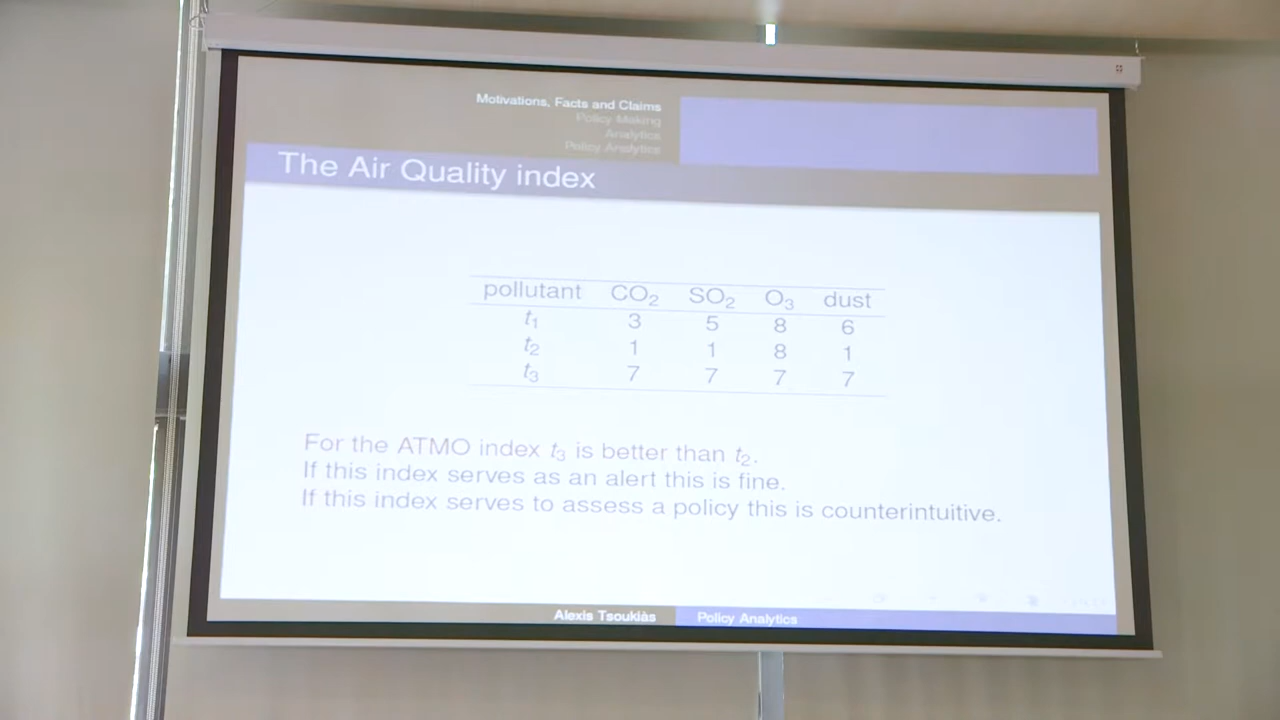 Motivations, Facts and Claims
Policy Making
Analytics
Policy Analytics
The Air Quality index
pollutant CO₂ SO₂ O₃ dust
t₁ 3 5 8 6
t₂ 1 1 8 1
t₃ 7 7 7 7
For the ATMO index t₃ is better than t₂.
If this index serves as an alert this is fine.
If this index serves to assess a policy this is counterintuitive.
Alexis Tsoukiàs Policy Analytics